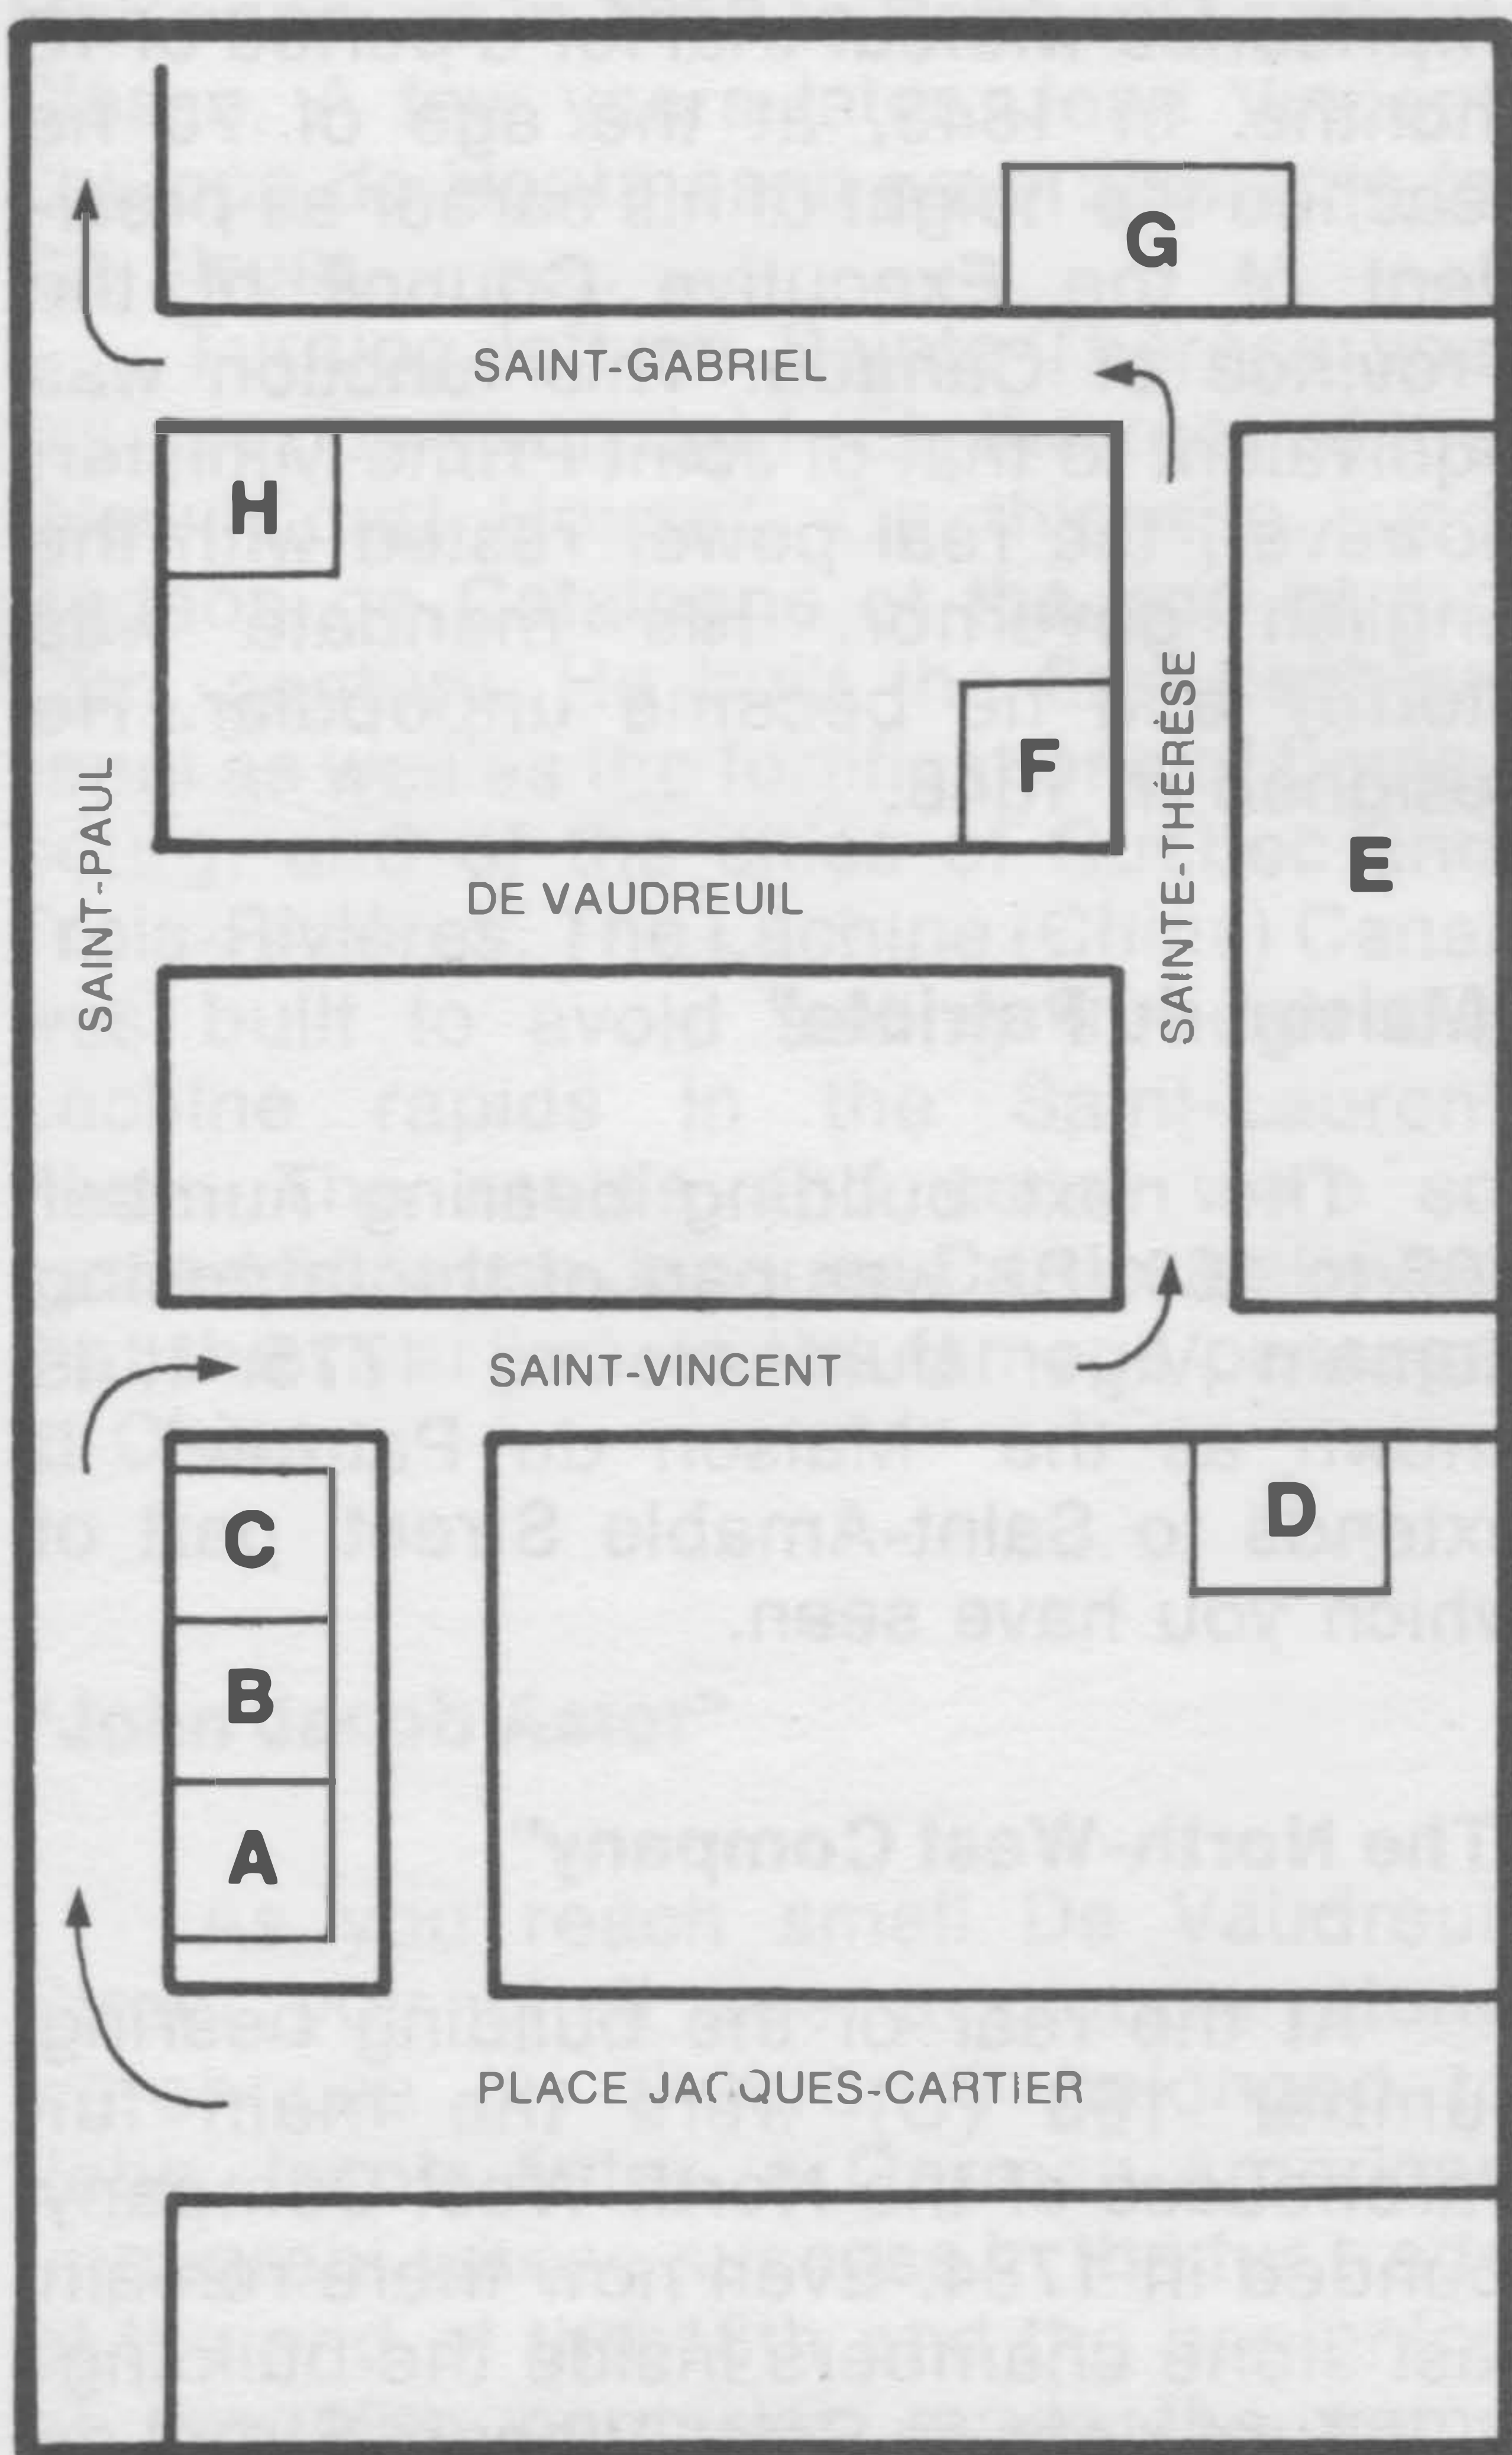 G
SAINT-GABRIEL
H
F
SAINTE-THÉRÈSE
SAINT-PAUL
E
DE VAUDREUIL
SAINT-VINCENT
C
D
B
A
PLACE JACQUES-CARTIER